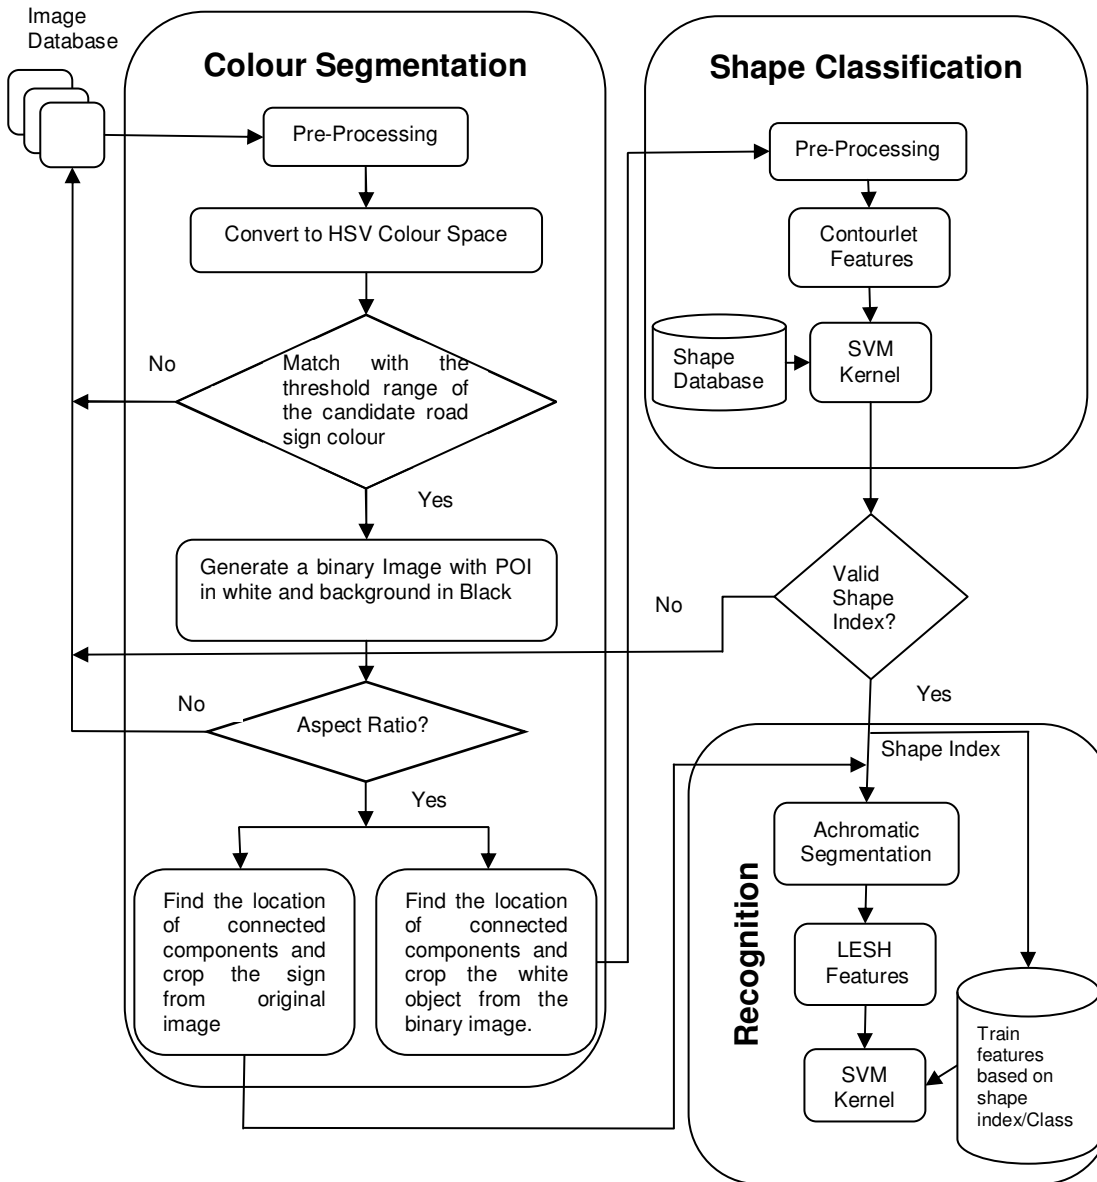 Image
Database
Colour Segmentation
Pre-Processing
Convert to HSV Colour Space
No
Match with the
threshold range of
the candidate road
sign colour
Yes
Generate a binary Image with POI
in white and background in Black
No
Aspect Ratio?
Yes
Find the location
of connected
components and
crop the sign
from original
image
Find the location
of connected
components and
crop the white
object from the
binary image.
Shape Classification
Pre-Processing
Contourlet
Features
Shape
Database
SVM
Kernel
No
Valid
Shape
Index?
Yes
Shape Index
Recognition
Achromatic
Segmentation
LESH
Features
SVM
Kernel
Train
features
based on
shape
index/Class